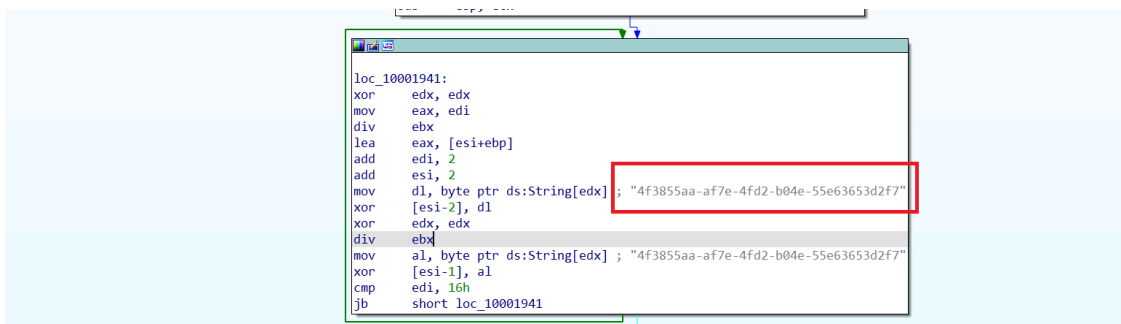 loc_10001941:
xor     edx, edx
mov     eax, edi
div     ebx
lea     eax, [esi+ebp]
add     edi, 2
add     esi, 2
mov     dl, byte ptr ds:String[edx] ; "4f3855aa-af7e-4fd2-b04e-55e63653d2f7"
xor     [esi-2], dl
xor     edx, edx
div     ebx
mov     al, byte ptr ds:String[edx] ; "4f3855aa-af7e-4fd2-b04e-55e63653d2f7"
xor     [esi-1], al
cmp     edi, 16h
jb      short loc_10001941